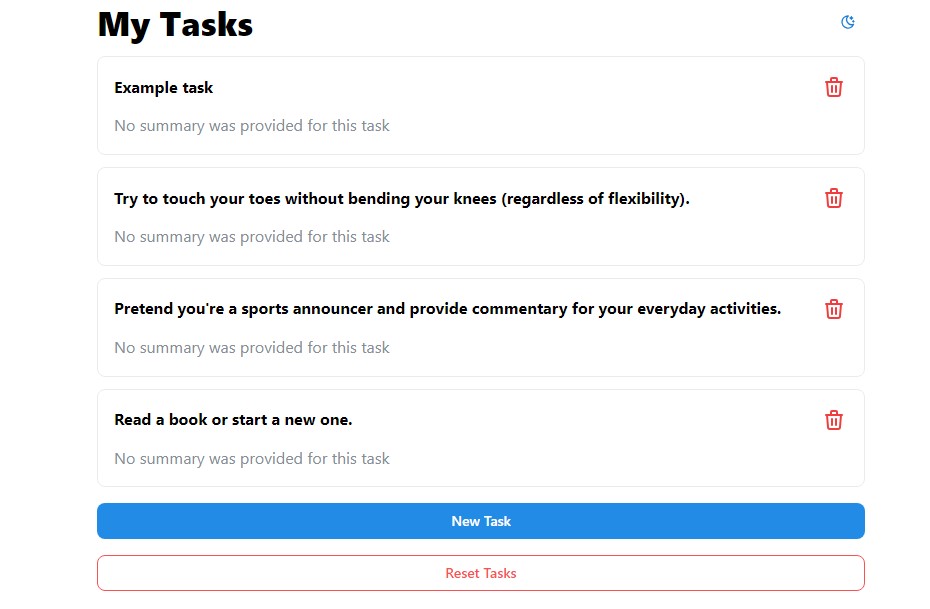 My Tasks
Example task
No summary was provided for this task
Try to touch your toes without bending your knees (regardless of flexibility).
No summary was provided for this task
Pretend you're a sports announcer and provide commentary for your everyday activities.
No summary was provided for this task
Read a book or start a new one.
No summary was provided for this task
New Task
Reset Tasks